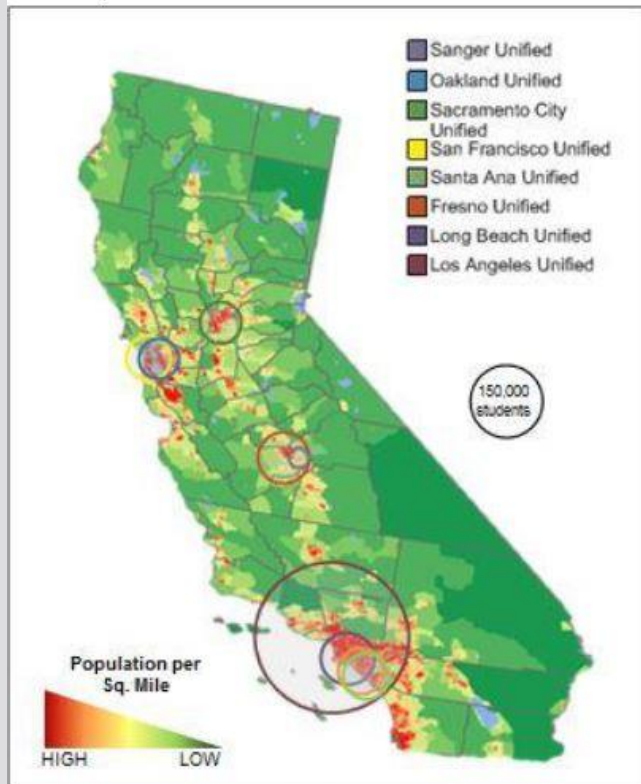 Sanger Unified
Oakland Unified
Sacramento City
Unified
San Francisco Unified
Santa Ana Unified
Fresno Unified
Long Beach Unified
Los Angeles Unified
150,000
students
Population per
Sq. Mile
HIGH
LOW